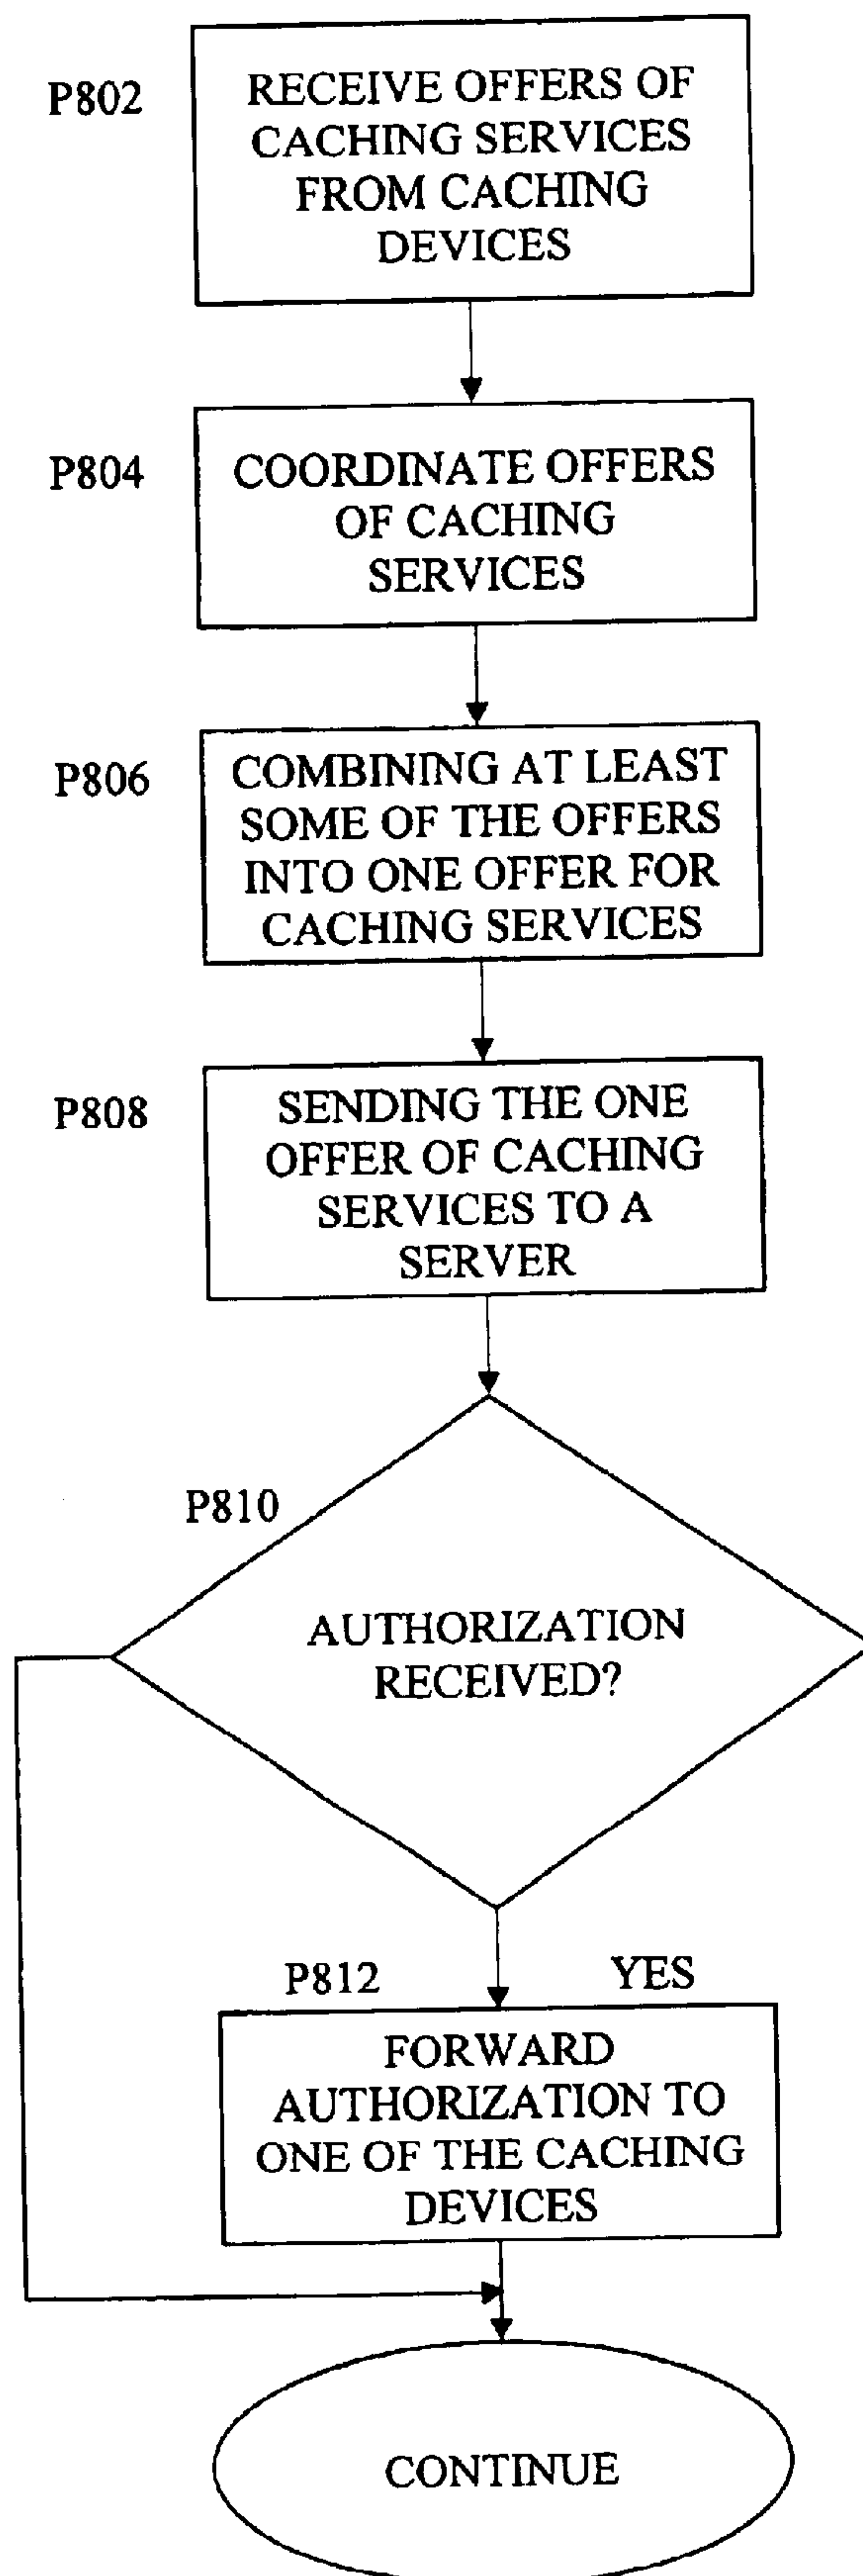 P802
RECEIVE OFFERS OF
CACHING SERVICES
FROM CACHING
DEVICES
P804
COORDINATE OFFERS
OF CACHING
SERVICES
P806
COMBINING AT LEAST
SOME OF THE OFFERS
INTO ONE OFFER FOR
CACHING SERVICES
P808
SENDING THE ONE
OFFER OF CACHING
SERVICES TO A
SERVER
P810
AUTHORIZATION
RECEIVED?
P812
YES
FORWARD
AUTHORIZATION TO
ONE OF THE CACHING
DEVICES
CONTINUE